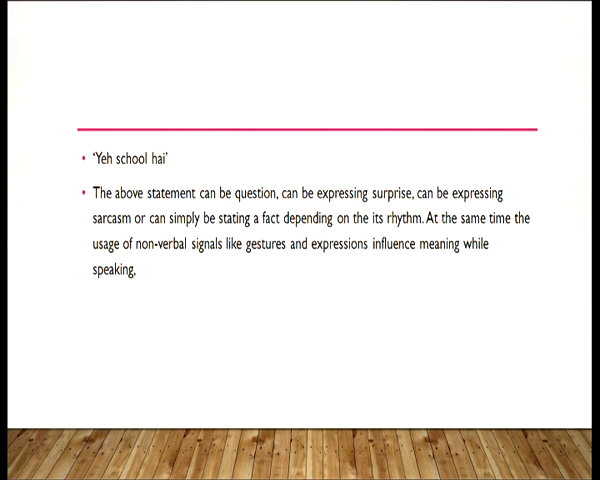 • 'Yeh school hai'
• The above statement can be question, can be expressing surprise, can be expressing
sarcasm or can simply be stating a fact depending on the its rhythm. At the same time the
usage of non-verbal signals like gestures and expressions influence meaning while
speaking.